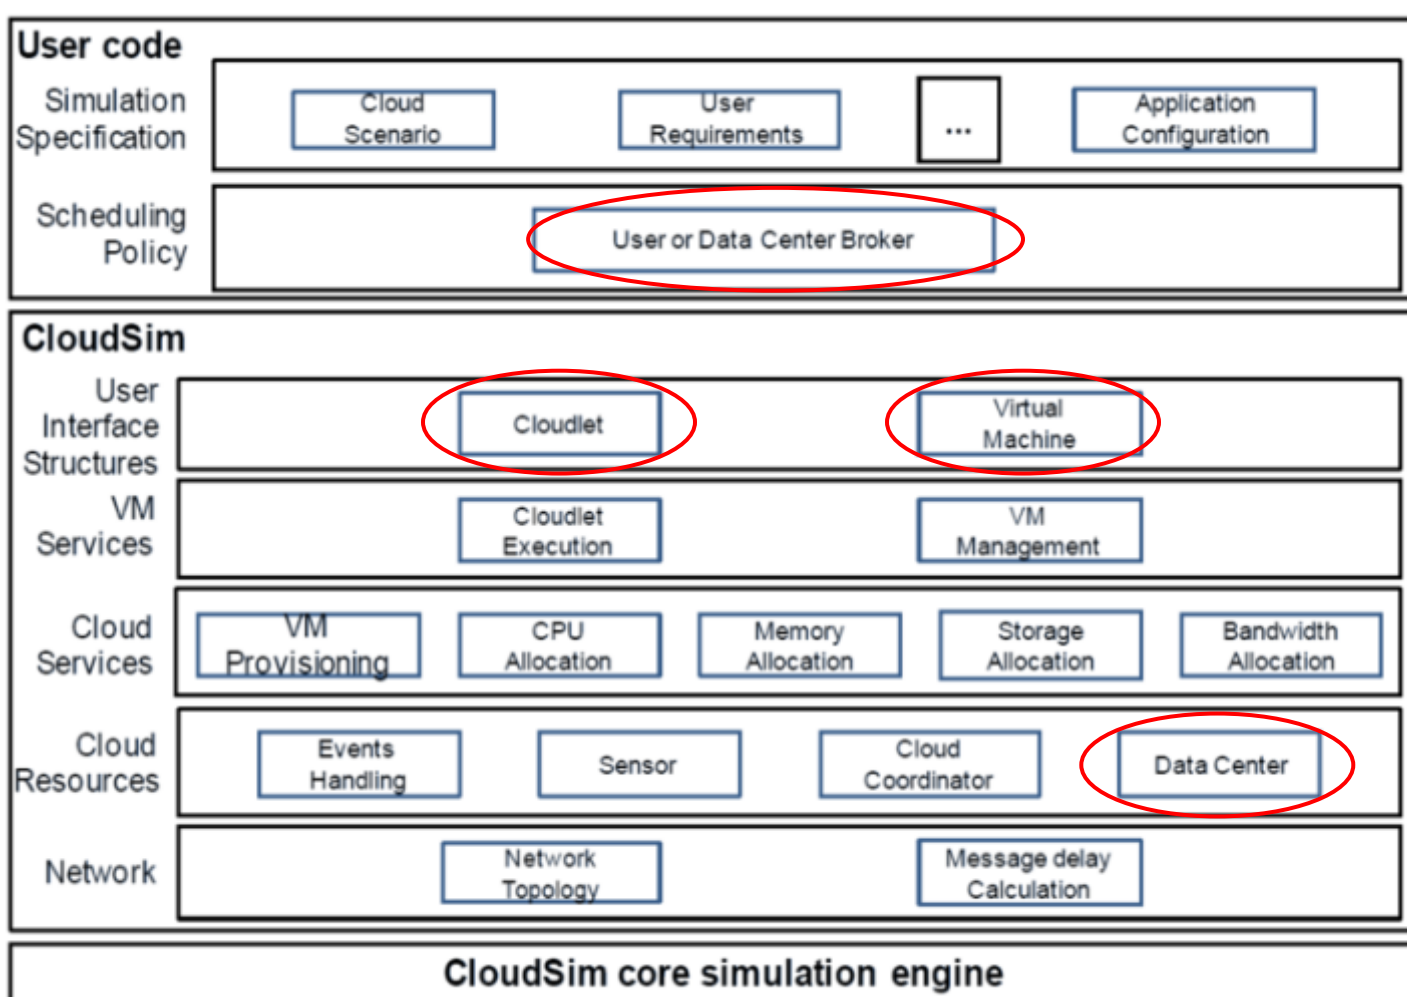 User code
Simulation
Specification
Cloud
Scenario
User
Requirements
...
Application
Configuration
Scheduling
Policy
User or Data Center Broker
CloudSim
User
Interface
Structures
Cloudlet
Virtual
Machine
VM
Services
Cloudlet
Execution
VM
Management
Cloud
Services
VM
Provisioning
CPU
Allocation
Memory
Allocation
Storage
Allocation
Bandwidth
Allocation
Cloud
Resources
Events
Handling
Sensor
Cloud
Coordinator
Data Center
Network
Network
Topology
Message delay
Calculation
CloudSim core simulation engine